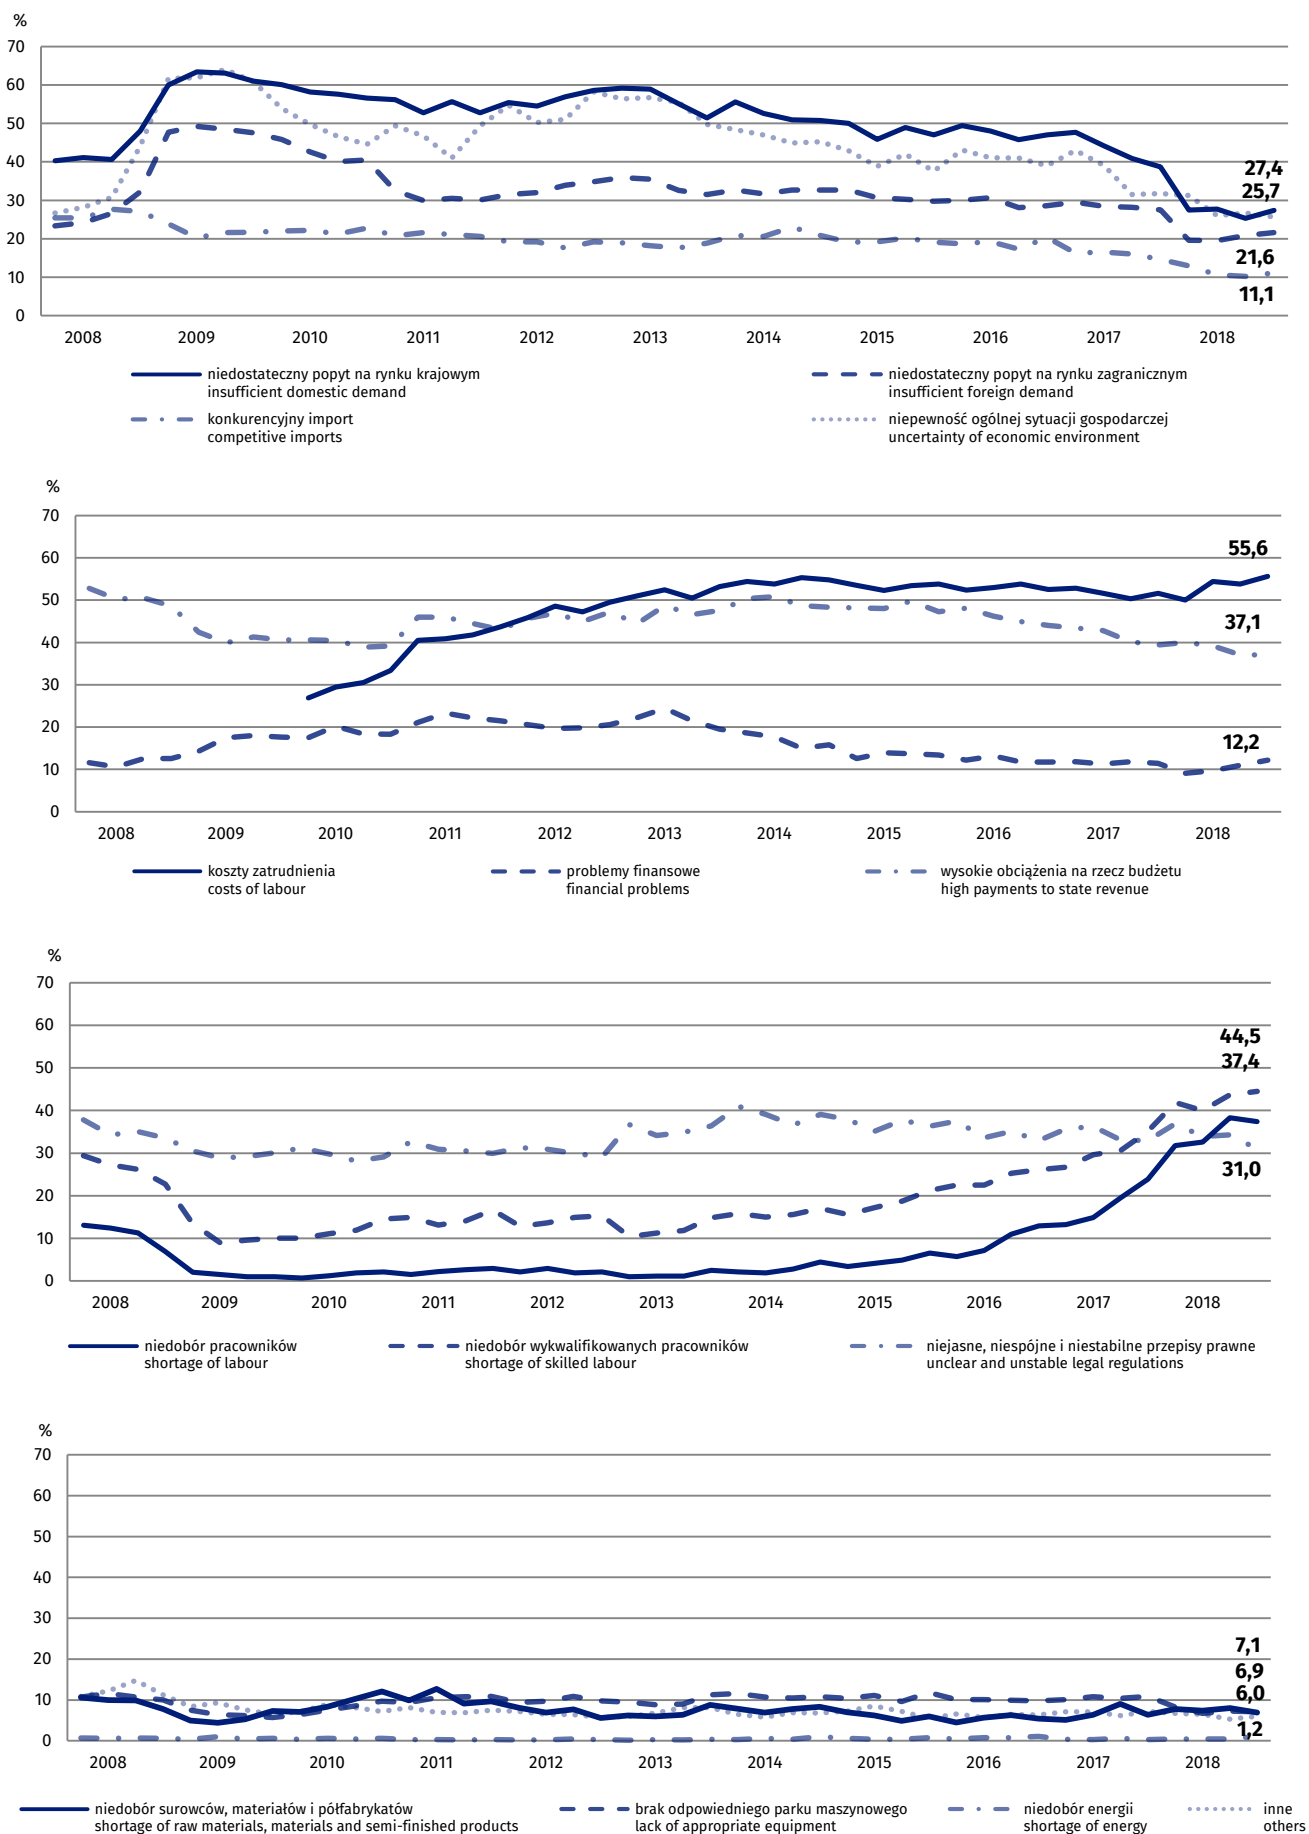 %
70
60
50
40
30
20
10
0
27,4
25,7
21,6
11,1
2008 2009 2010 2011 2012 2013 2014 2015 2016 2017 2018
niedostateczny popyt na rynku krajowym
insufficient domestic demand
niedostateczny popyt na rynku zagranicznym
insufficient foreign demand
konkurencyjny import
competitive imports
niepewność ogólnej sytuacji gospodarczej
uncertainty of economic environment
%
70
60
50
40
30
20
10
0
55,6
37,1
12,2
2008 2009 2010 2011 2012 2013 2014 2015 2016 2017 2018
koszty zatrudnienia
costs of labour
problemy finansowe
financial problems
wysokie obciążenia na rzecz budżetu
high payments to state revenue
%
70
60
50
40
30
20
10
0
44,5
37,4
31,0
2008 2009 2010 2011 2012 2013 2014 2015 2016 2017 2018
niedobór pracowników
shortage of labour
niedobór wykwalifikowanych pracowników
shortage of skilled labour
niejasne, niespójne i niestabilne przepisy prawne
unclear and unstable legal regulations
%
70
60
50
40
30
20
10
0
7,1
6,9
6,0
1,2
2008 2009 2010 2011 2012 2013 2014 2015 2016 2017 2018
niedobór surowców, materiałów i półfabrykatów
shortage of raw materials, materials and semi-finished products
brak odpowiedniego parku maszynowego
lack of appropriate equipment
niedobór energii
shortage of energy
inne
others